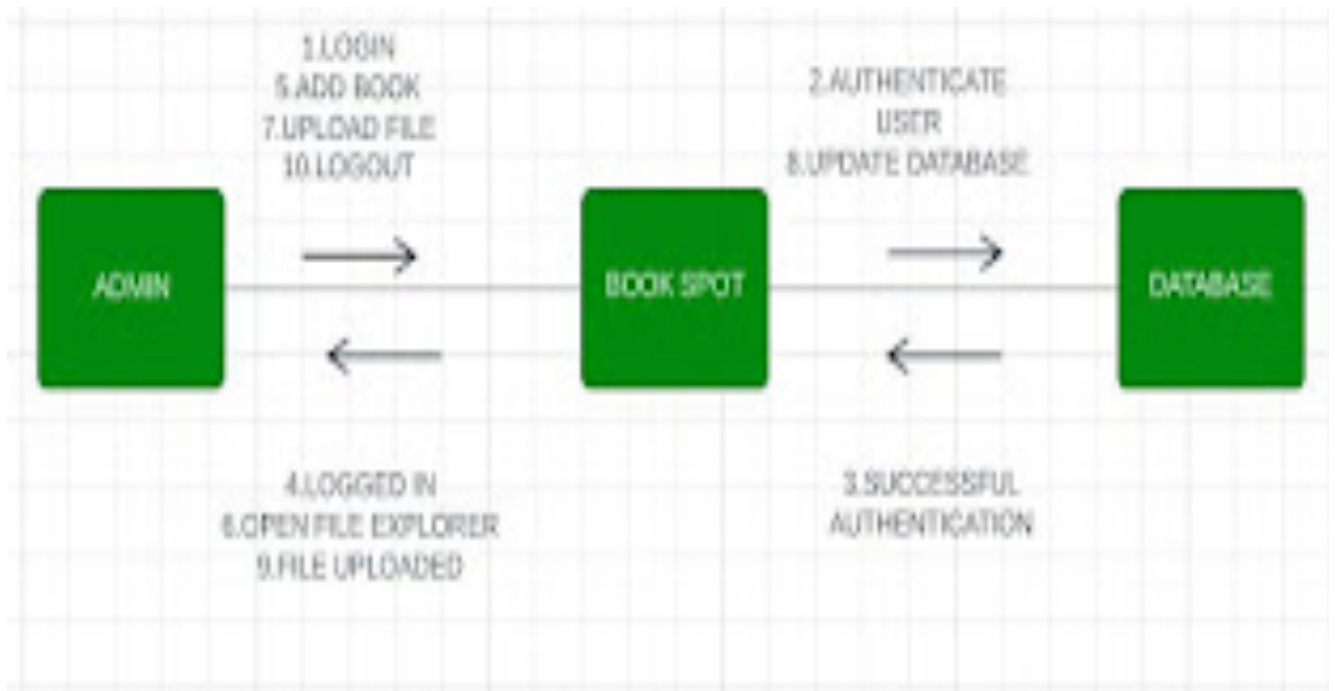 1.LOGIN
5.ADD BOOK
7.UPLOAD FILE
10.LOGOUT
2.AUTHENTICATE
USER
8.UPDATE DATABASE
ADMIN
BOOK SPOT
DATABASE
4.LOGGED IN
6.OPEN FILE EXPLORER
9.FILE UPLOADED
3.SUCCESSFUL
AUTHENTICATION